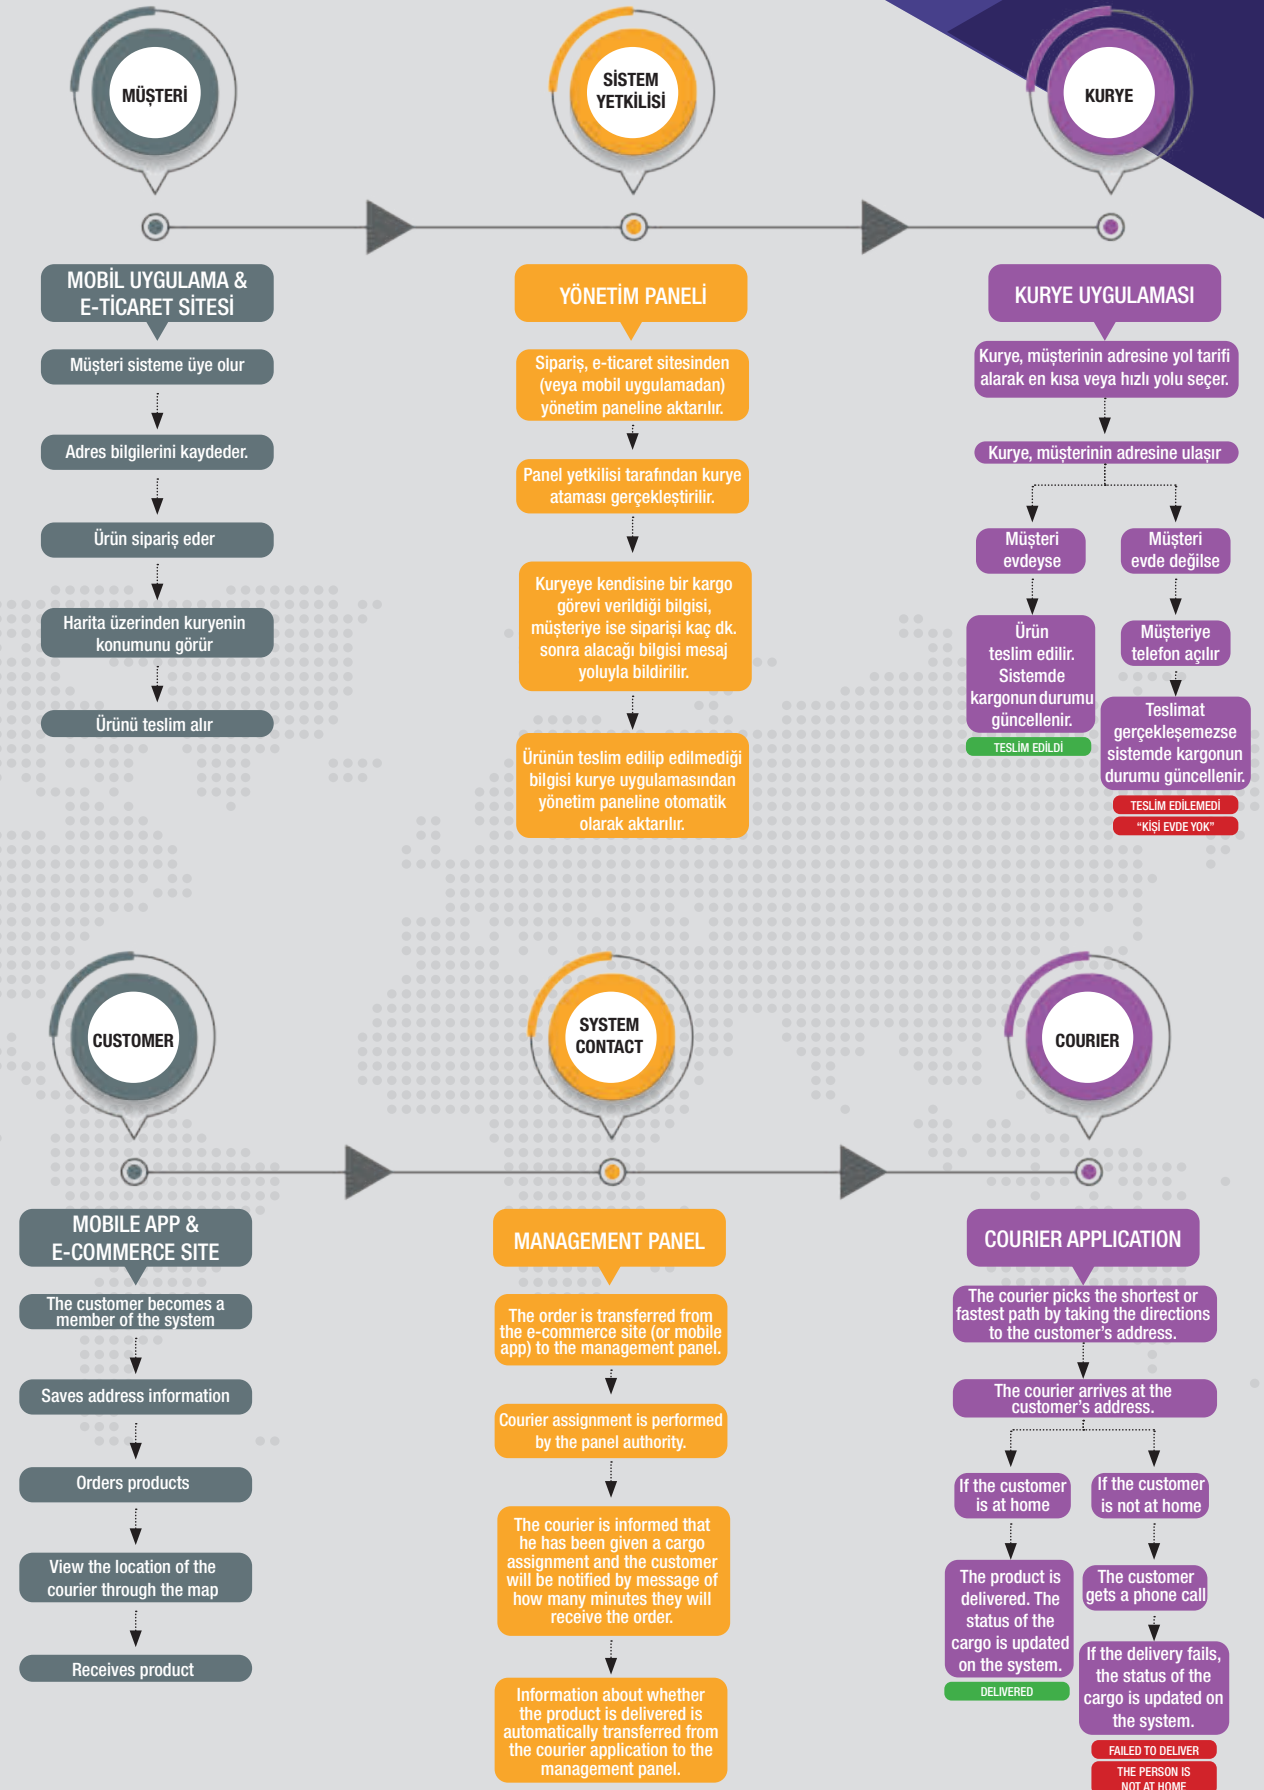 MÜŞTERİ
SİSTEM
YETKİLİSİ
KURYE
MOBİL UYGULAMA &
E-TİCARET SİTESİ
Müşteri sisteme üye olur
Adres bilgilerini kaydeder.
Ürün sipariş eder
Harita üzerinden kuryenin
konumunu görür
Ürünü teslim alır
YÖNETİM PANELİ
Sipariş, e-ticaret sitesinden
(veya mobil uygulamadan)
yönetim paneline aktarılır.
Panel yetkilisi tarafından kurye
ataması gerçekleştirilir.
Kuryeye kendisine bir kargo
görevi verildiği bilgisi,
müşteriye ise siparişi kaç dk.
sonra alacağı bilgisi mesaj
yoluyla bildirilir.
Ürünün teslim edilip edilmediği
bilgisi kurye uygulamasından
yönetim paneline otomatik
olarak aktarılır.
KURYE UYGULAMASI
Kurye, müşterinin adresine yol tarifi
alarak en kısa veya hızlı yolu seçer.
Kurye, müşterinin adresine ulaşır
Müşteri
evdeyse
Ürün
teslim edilir.
Sistemde
kargonun durumu
güncellenir.
TESLİM EDİLDİ
Müşteri
evde değilse
Müşteriye
telefon açılır
Teslimat
gerçekleşemezse
sistemde kargonun
durumu güncellenir.
TESLİM EDİLEMEDİ
“KİŞİ EVDE YOK”
CUSTOMER
SYSTEM
CONTACT
COURIER
MOBILE APP &
E-COMMERCE SITE
The customer becomes a
member of the system
Saves address information
Orders products
View the location of the
courier through the map
Receives product
MANAGEMENT PANEL
The order is transferred from
the e-commerce site (or mobile
app) to the management panel.
Courier assignment is performed
by the panel authority.
The courier is informed that
he has been given a cargo
assignment and the customer
will be notified by message of
how many minutes they will
receive the order.
Information about whether
the product is delivered is
automatically transferred from
the courier application to the
management panel.
COURIER APPLICATION
The courier picks the shortest or
fastest path by taking the directions
to the customer’s address.
The courier arrives at the
customer’s address.
If the customer
is at home
The product is
delivered. The
status of the
cargo is updated
on the system.
DELIVERED
If the customer
is not at home
The customer
gets a phone call
If the delivery fails,
the status of the
cargo is updated on
the system.
FAILED TO DELIVER
THE PERSON IS
NOT AT HOME